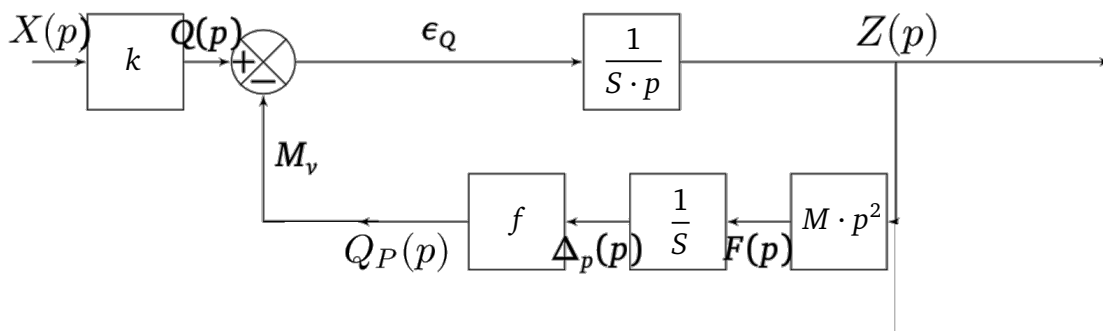 X(p)
k
Q(p)
+
−
ϵ_Q
1
S · p
Z(p)
M_v
Q_P(p)
f
Δ_p(p)
1
S
F(p)
M · p²